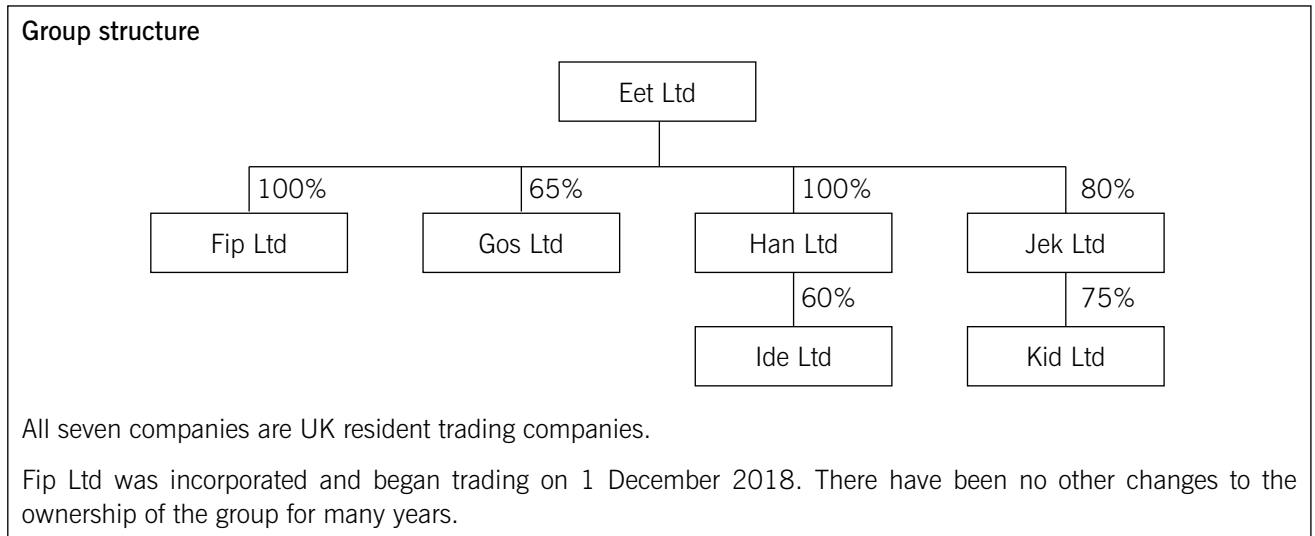 Group structure
Eet Ltd
100% 65% 100% 80%
Fip Ltd Gos Ltd Han Ltd Jek Ltd
60% 75%
Ide Ltd Kid Ltd
All seven companies are UK resident trading companies.
Fip Ltd was incorporated and began trading on 1 December 2018. There have been no other changes to the
ownership of the group for many years.